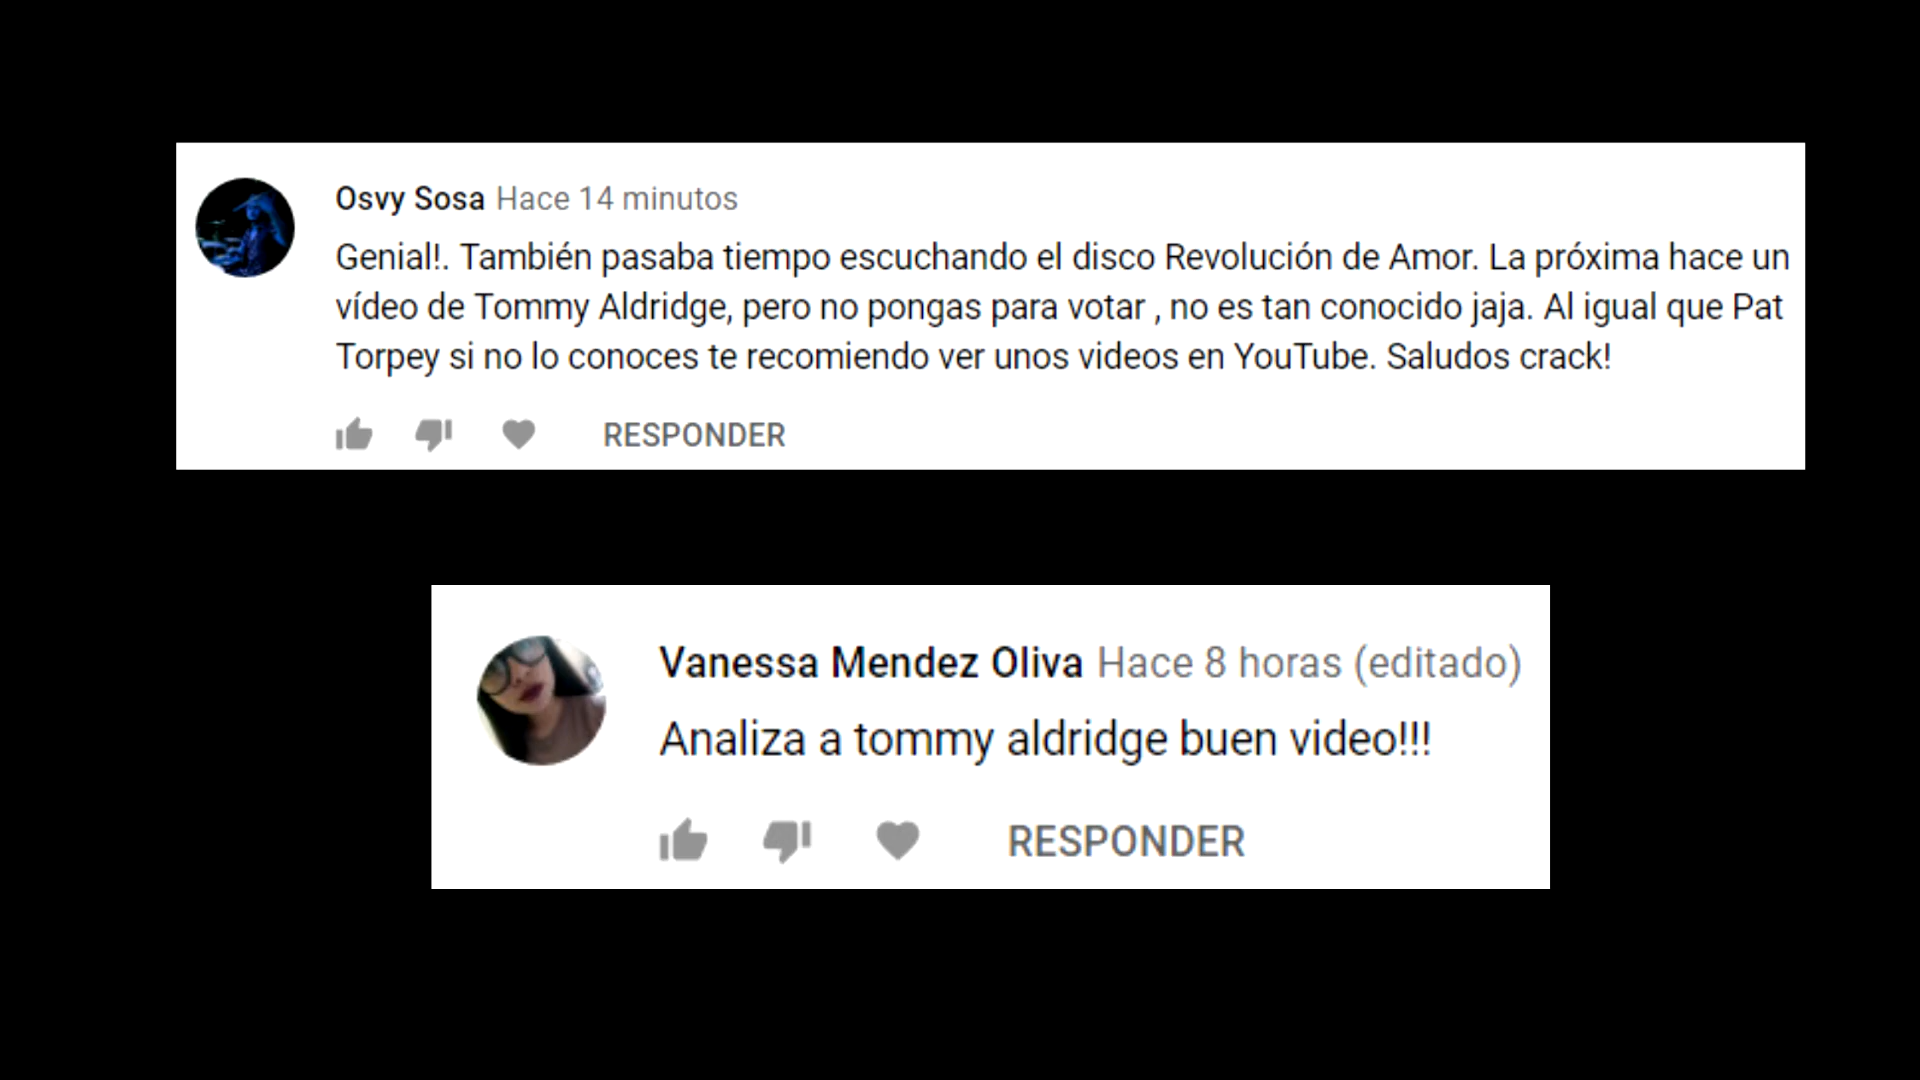 Osvy Sosa Hace 14 minutos
Genial!. También pasaba tiempo escuchando el disco Revolución de Amor. La próxima hace un
vídeo de Tommy Aldridge, pero no pongas para votar , no es tan conocido jaja. Al igual que Pat
Torpey si no lo conoces te recomiendo ver unos videos en YouTube. Saludos crack!
RESPONDER
Vanessa Mendez Oliva Hace 8 horas (editado)
Analiza a tommy aldridge buen video!!!
RESPONDER